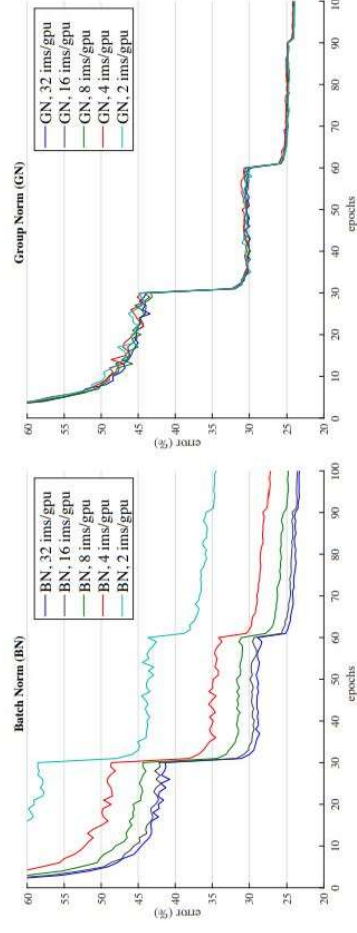 Batch Norm (BN)
60
55
50
45
40
35
30
25
20
error (%)
BN, 32 ims/gpu
BN, 16 ims/gpu
BN, 8 ims/gpu
BN, 4 ims/gpu
BN, 2 ims/gpu
0 10 20 30 40 50 60 70 80 90 100
epochs
Group Norm (GN)
60
55
50
45
40
35
30
25
20
error (%)
GN, 32 ims/gpu
GN, 16 ims/gpu
GN, 8 ims/gpu
GN, 4 ims/gpu
GN, 2 ims/gpu
0 10 20 30 40 50 60 70 80 90 100
epochs